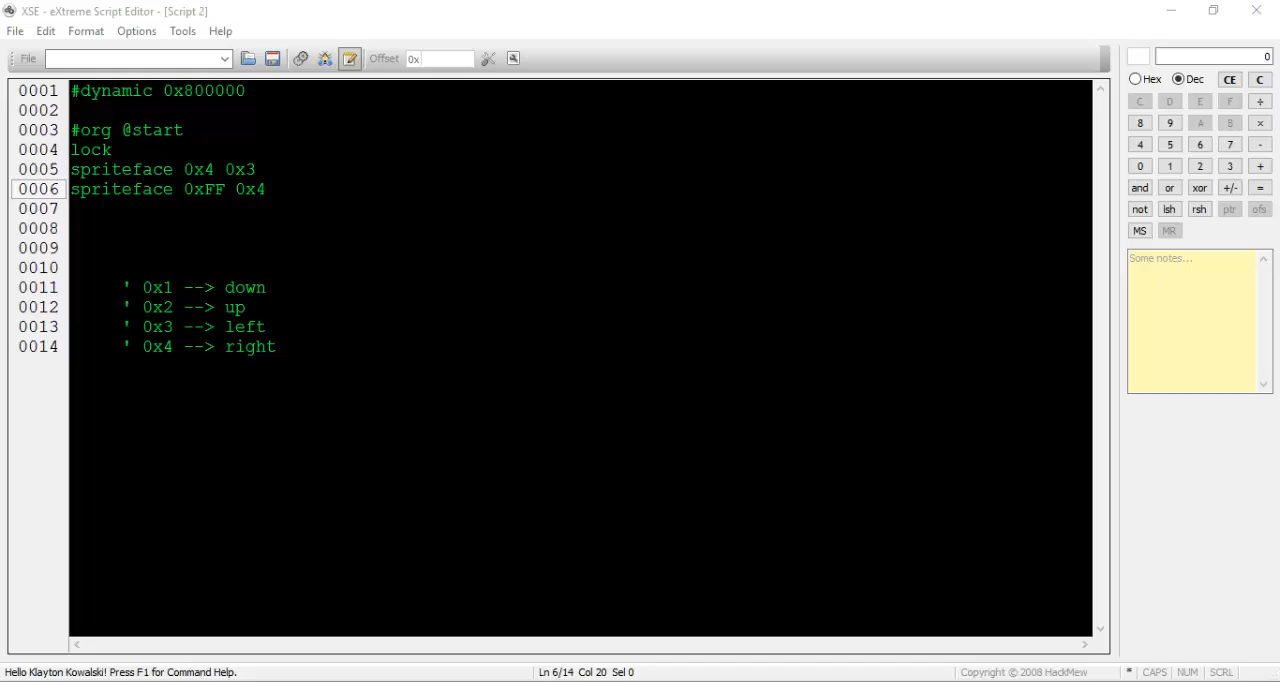 XSE - eXtreme Script Editor - [Script 2]
File Edit Format Options Tools Help
File Offset 0x
0
Hex Dec CE C
C D E F ÷
8 9 A B ×
4 5 6 7 -
0 1 2 3 +
and or xor +/- =
not lsh rsh ptr ofs
MS MR
Some notes...
0001 #dynamic 0x800000
0002
0003 #org @start
0004 lock
0005 spriteface 0x4 0x3
0006 spriteface 0xFF 0x4
0007
0008
0009
0010
0011 ' 0x1 --> down
0012 ' 0x2 --> up
0013 ' 0x3 --> left
0014 ' 0x4 --> right
Hello Klayton Kowalski! Press F1 for Command Help. Ln 6/14 Col 20 Sel 0 Copyright © 2008 HackMew * CAPS NUM SCRL